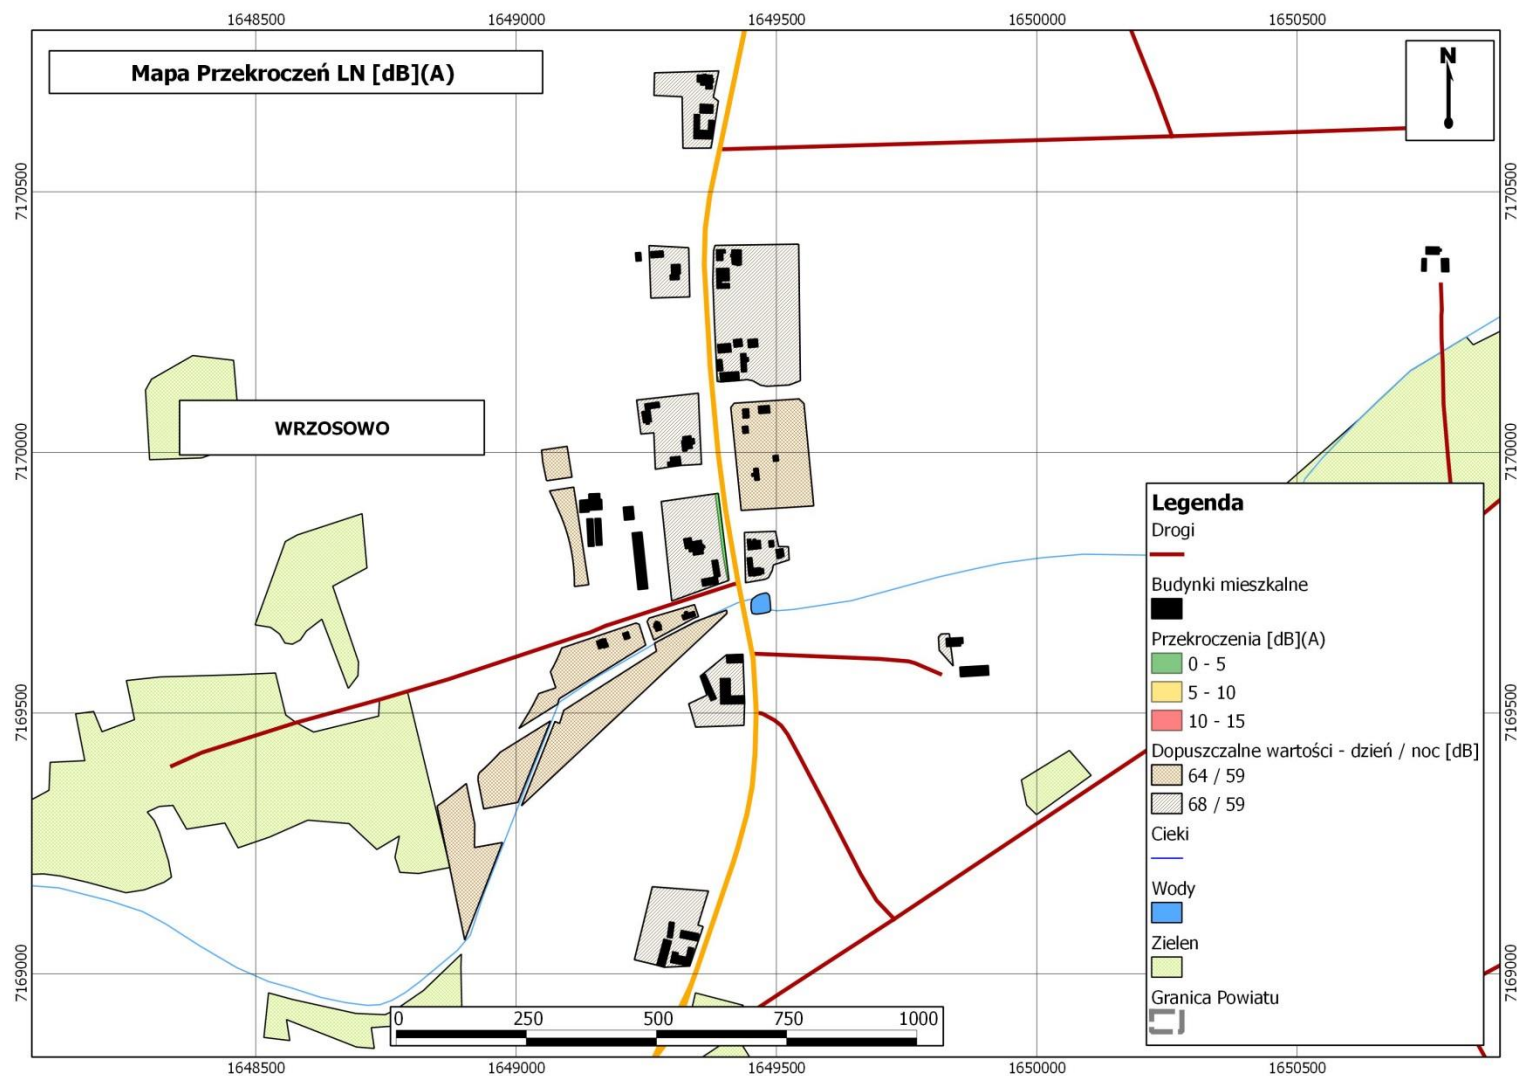 1648500 1649000 1649500 1650000 1650500
Mapa Przekroczeń LN [dB](A)
N
7170500 7170500
WRZOSOWO
7170000 7170000
Legenda
Drogi
Budynki mieszkalne
Przekroczenia [dB](A)
0 - 5
5 - 10
10 - 15
Dopuszczalne wartości - dzień / noc [dB]
64 / 59
68 / 59
Cieki
Wody
Zielen
Granica Powiatu
7169500 7169500
7169000 7169000
0 250 500 750 1000
1648500 1649000 1649500 1650000 1650500